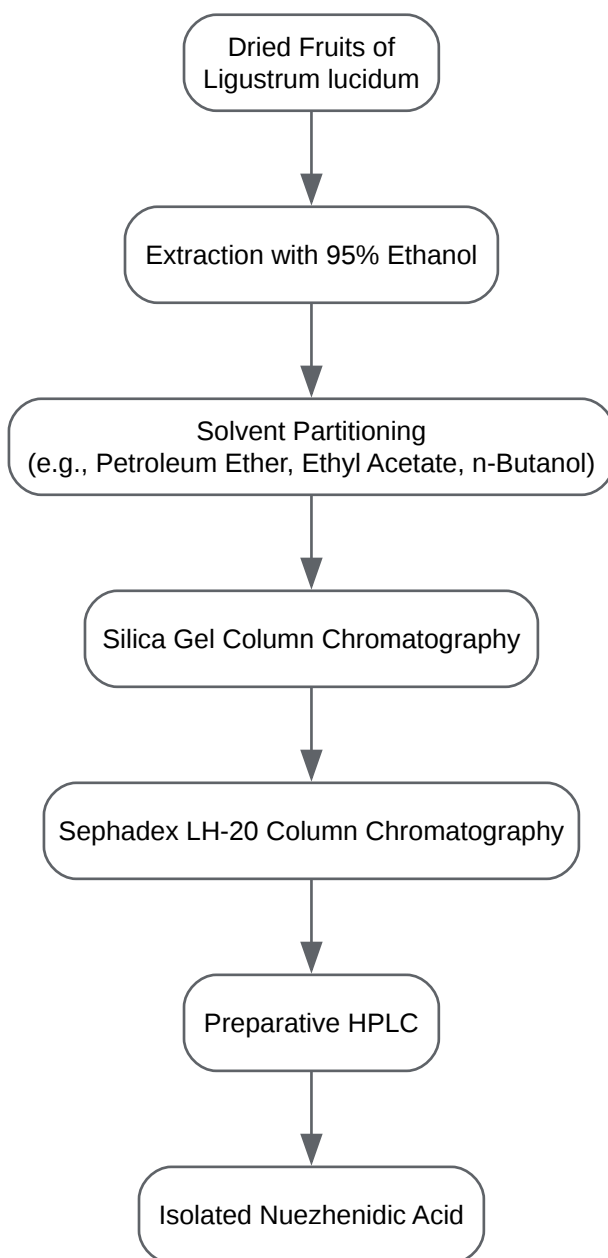 Dried Fruits of
Ligustrum lucidum
Extraction with 95% Ethanol
Solvent Partitioning
(e.g., Petroleum Ether, Ethyl Acetate, n-Butanol)
Silica Gel Column Chromatography
Sephadex LH-20 Column Chromatography
Preparative HPLC
Isolated Nuezhenidic Acid